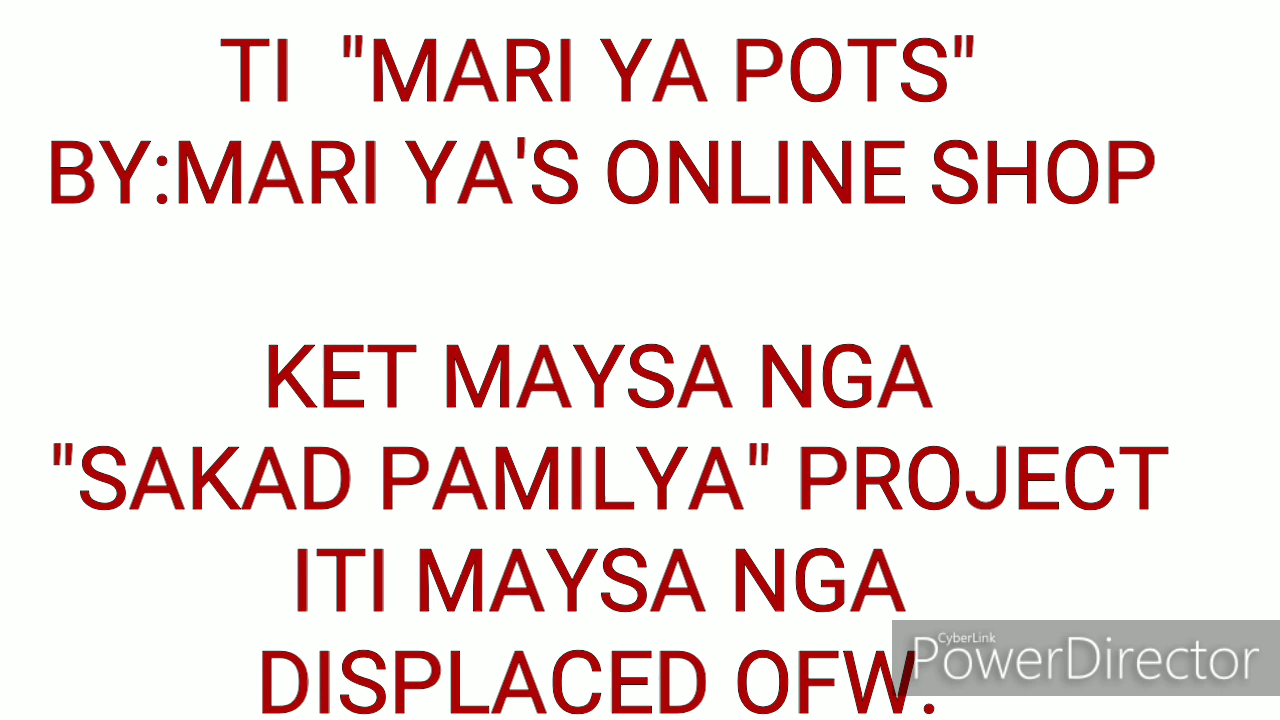 TI "MARI YA POTS"
BY:MARI YA'S ONLINE SHOP
KET MAYSA NGA
"SAKAD PAMILYA" PROJECT
ITI MAYSA NGA
DISPLACED OFW.
CyberLink
PowerDirector